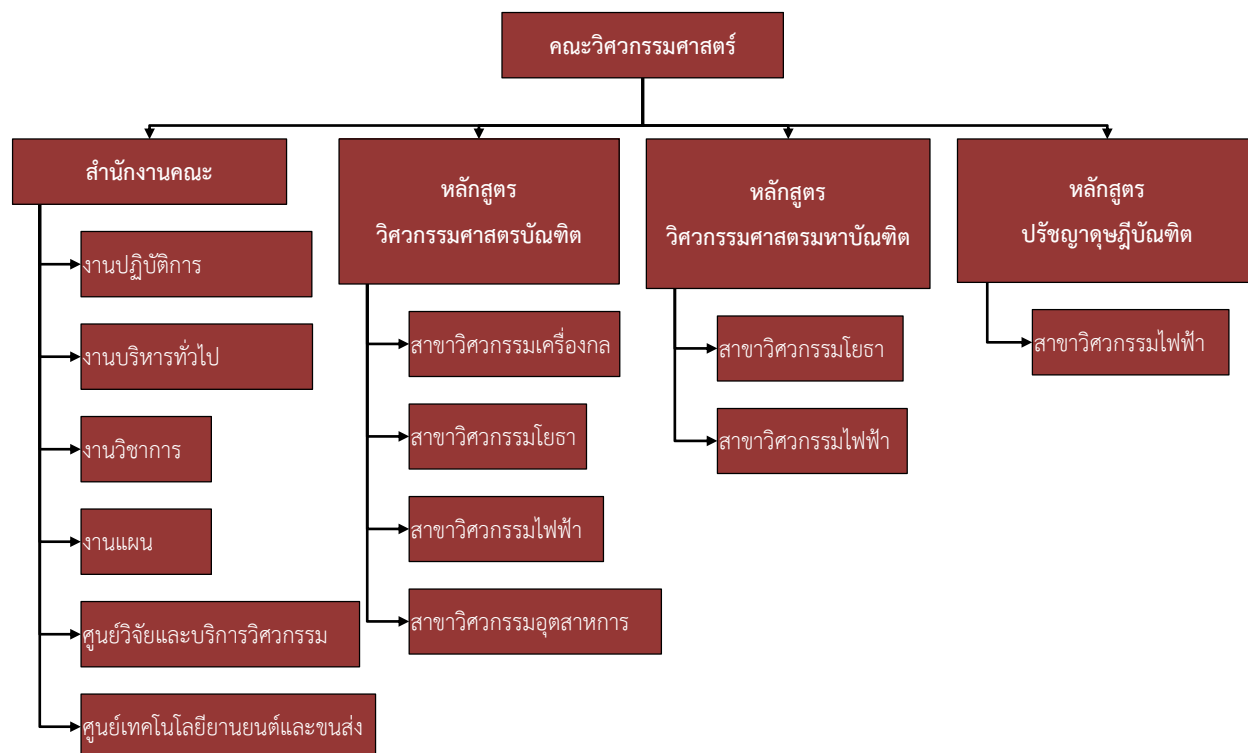 คณะวิศวกรรมศาสตร์
สำนักงานคณะ
งานปฏิบัติการ
งานบริหารทั่วไป
งานวิชาการ
งานแผน
ศูนย์วิจัยและบริการวิศวกรรม
ศูนย์เทคโนโลยียานยนต์และขนส่ง
หลักสูตร
วิศวกรรมศาสตรบัณฑิต
สาขาวิศวกรรมเครื่องกล
สาขาวิศวกรรมโยธา
สาขาวิศวกรรมไฟฟ้า
สาขาวิศวกรรมอุตสาหการ
หลักสูตร
วิศวกรรมศาสตรมหาบัณฑิต
สาขาวิศวกรรมโยธา
สาขาวิศวกรรมไฟฟ้า
หลักสูตร
ปรัชญาดุษฎีบัณฑิต
สาขาวิศวกรรมไฟฟ้า